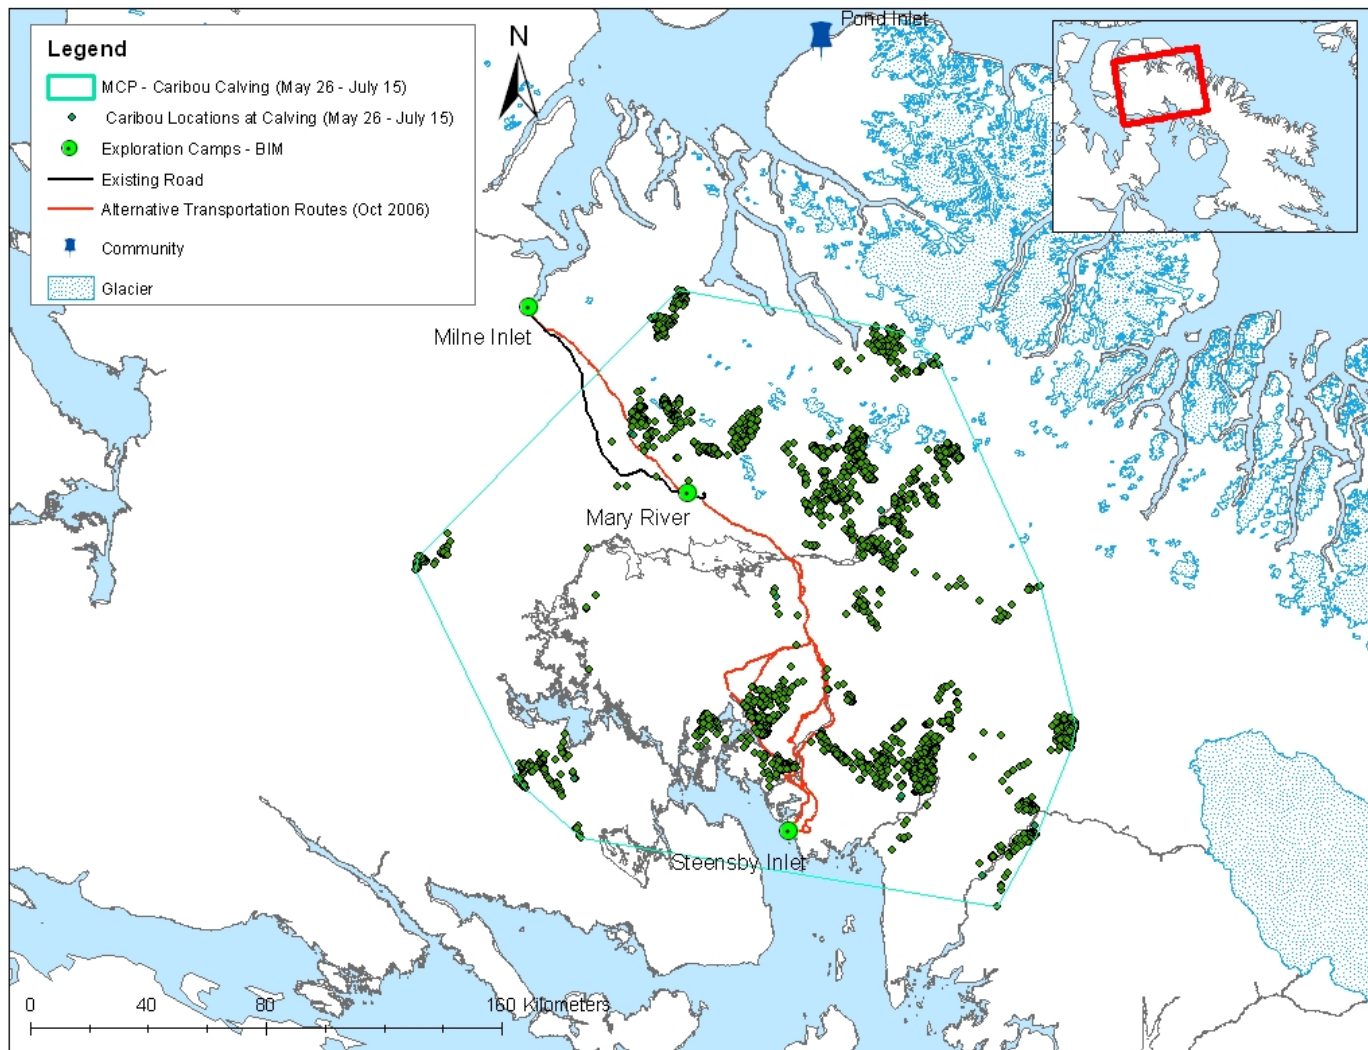 Pond Inlet
Legend
MCP - Caribou Calving (May 26 - July 15)
Caribou Locations at Calving (May 26 - July 15)
Exploration Camps - BIM
Existing Road
Alternative Transportation Routes (Oct 2006)
Community
Glacier
N
Milne Inlet
Mary River
Steensby Inlet
0 40 80 160 Kilometers